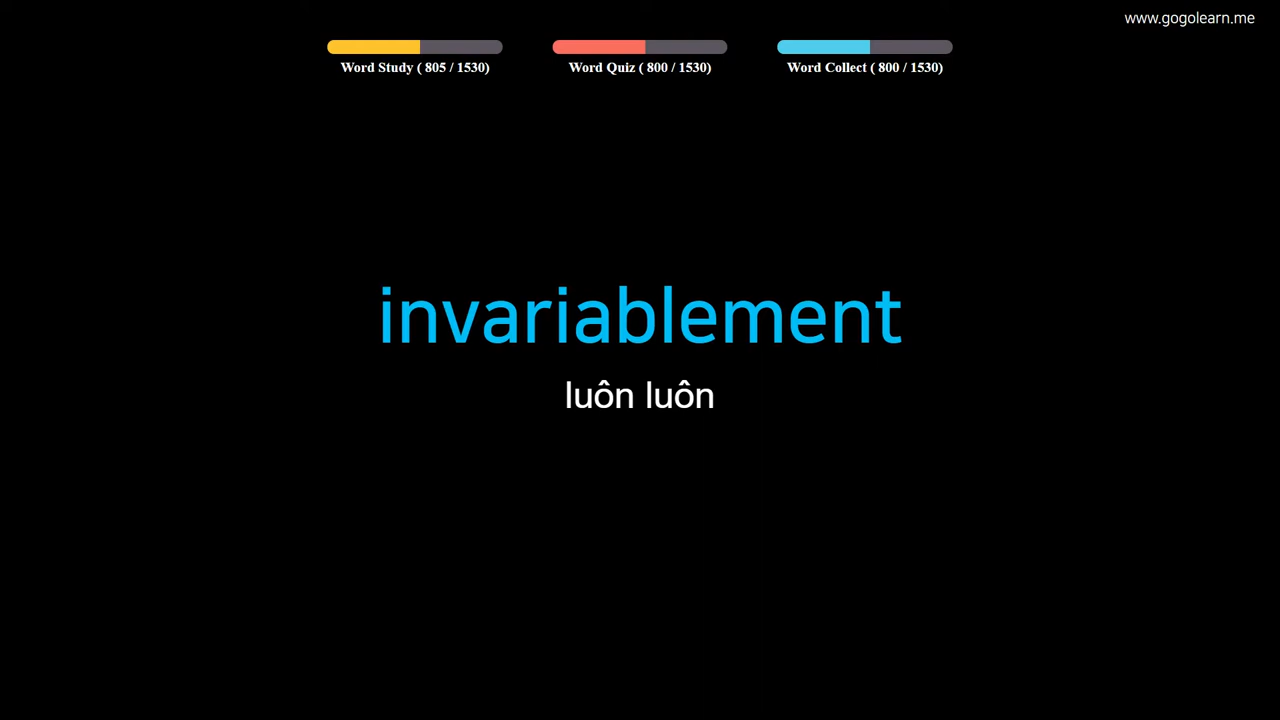 www.gogolearn.me
Word Study ( 805 / 1530)
Word Quiz ( 800 / 1530)
Word Collect ( 800 / 1530)
invariablement
luôn luôn